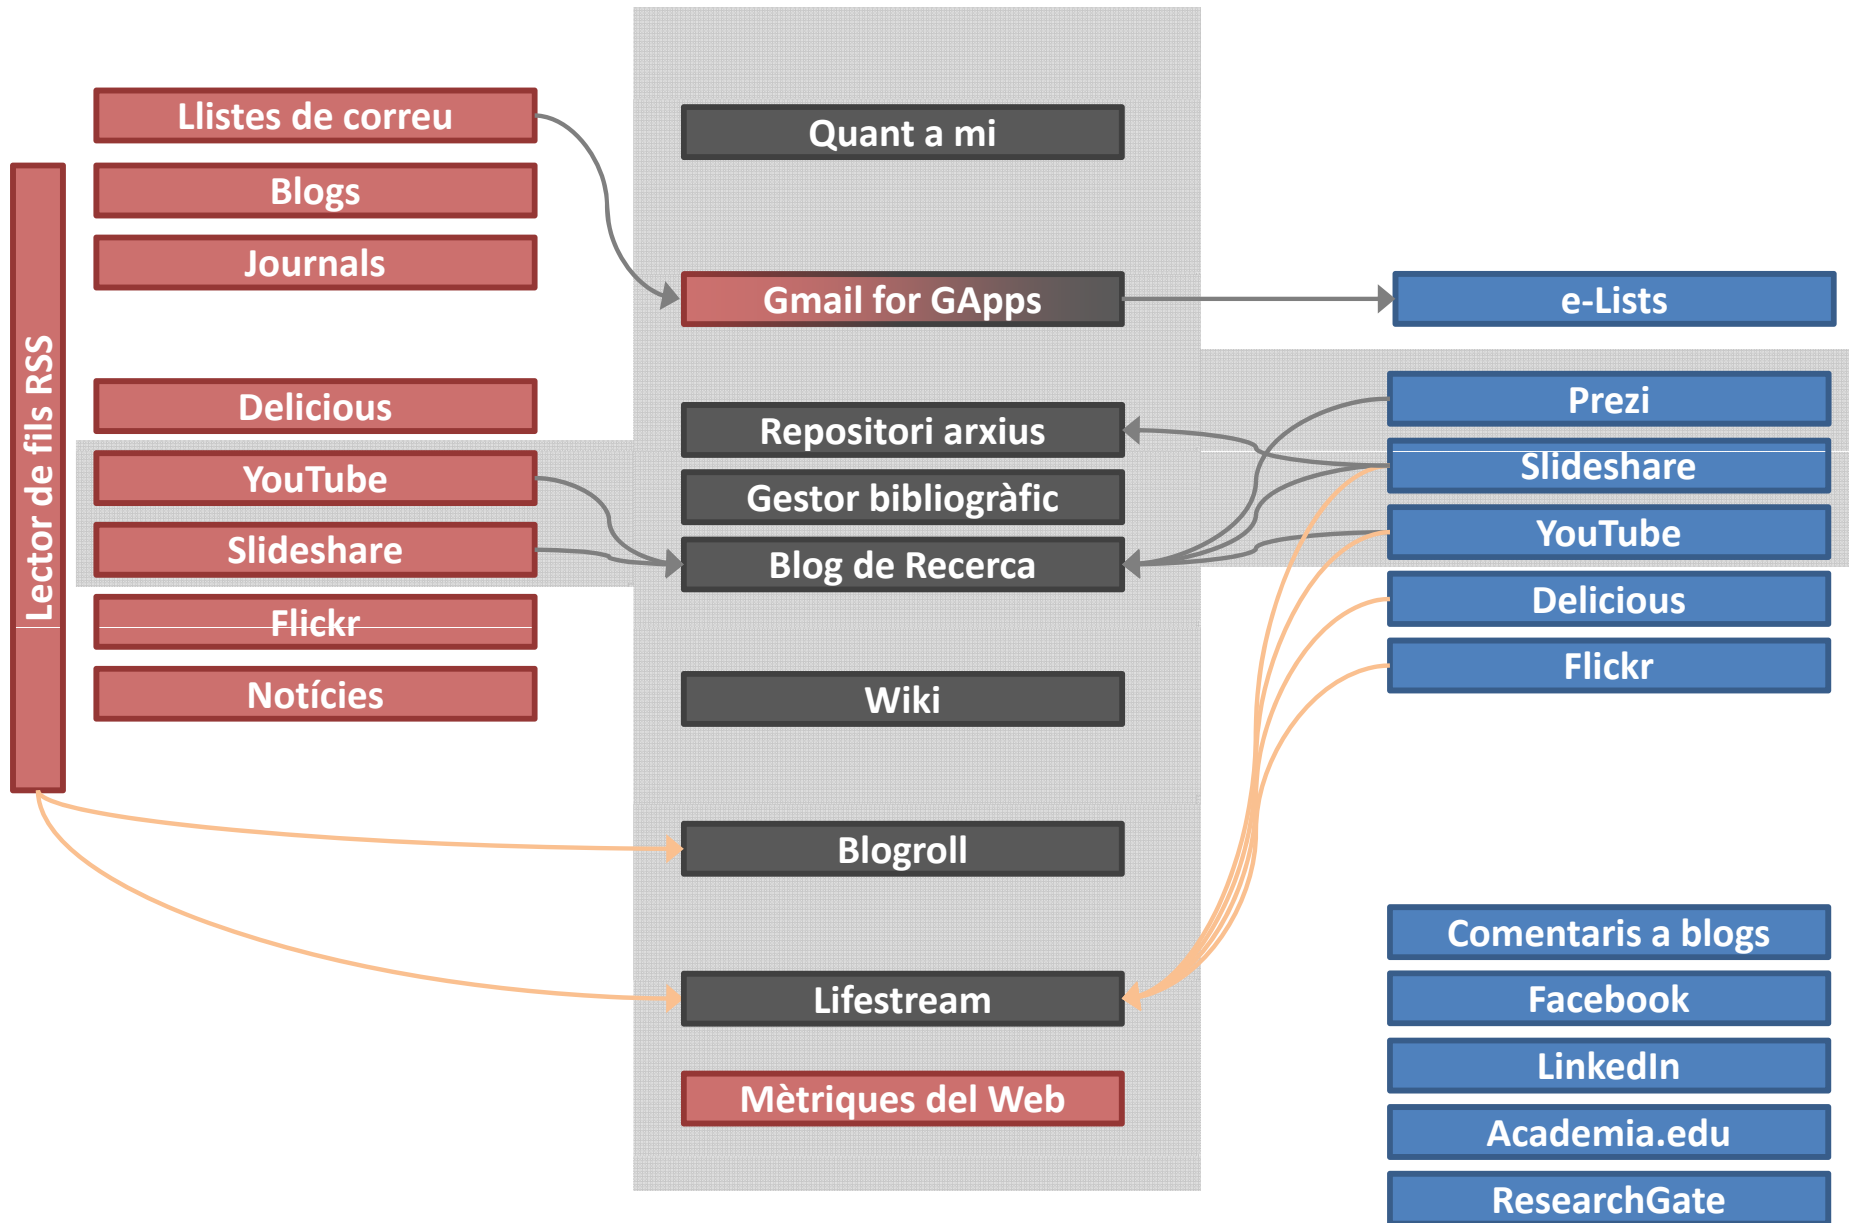 Lector de fils RSS
Llistes de correu
Blogs
Journals
Delicious
YouTube
Slideshare
Flickr
Notícies
Quant a mi
Gmail for GApps
Repositori arxius
Gestor bibliogràfic
Blog de Recerca
Wiki
Blogroll
Lifestream
Mètriques del Web
e-Lists
Prezi
Slideshare
YouTube
Delicious
Flickr
Comentaris a blogs
Facebook
LinkedIn
Academia.edu
ResearchGate